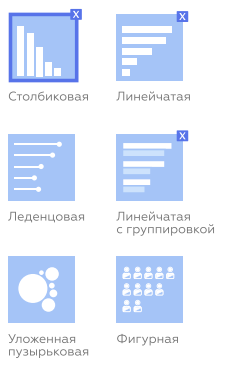 X
X
Столбиковая
Линейчатая
X
Леденцовая
Линейчатая
с группировкой
Уложенная
пузырьковая
Фигурная